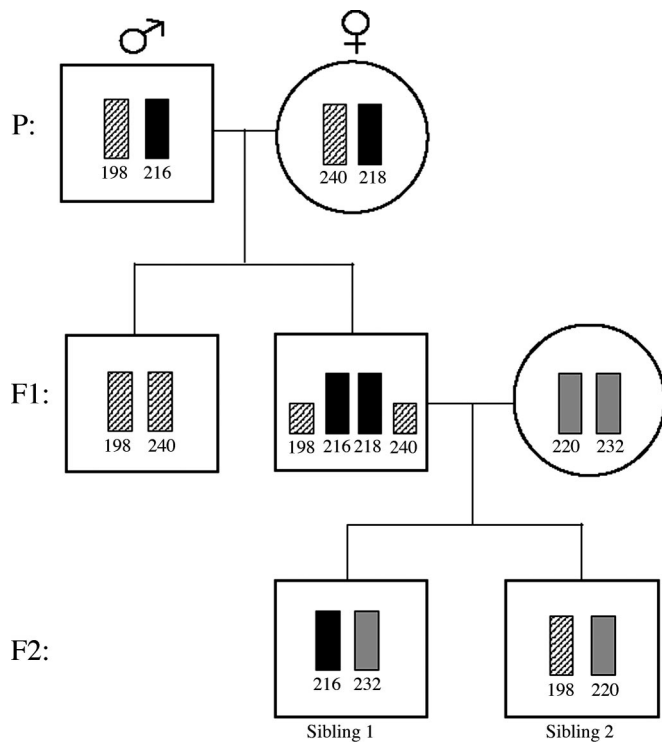 ♂ ♀
P:
198 216 240 218
F1:
198 240 198 216 218 240 220 232
F2:
216 232 198 220
Sibling 1 Sibling 2